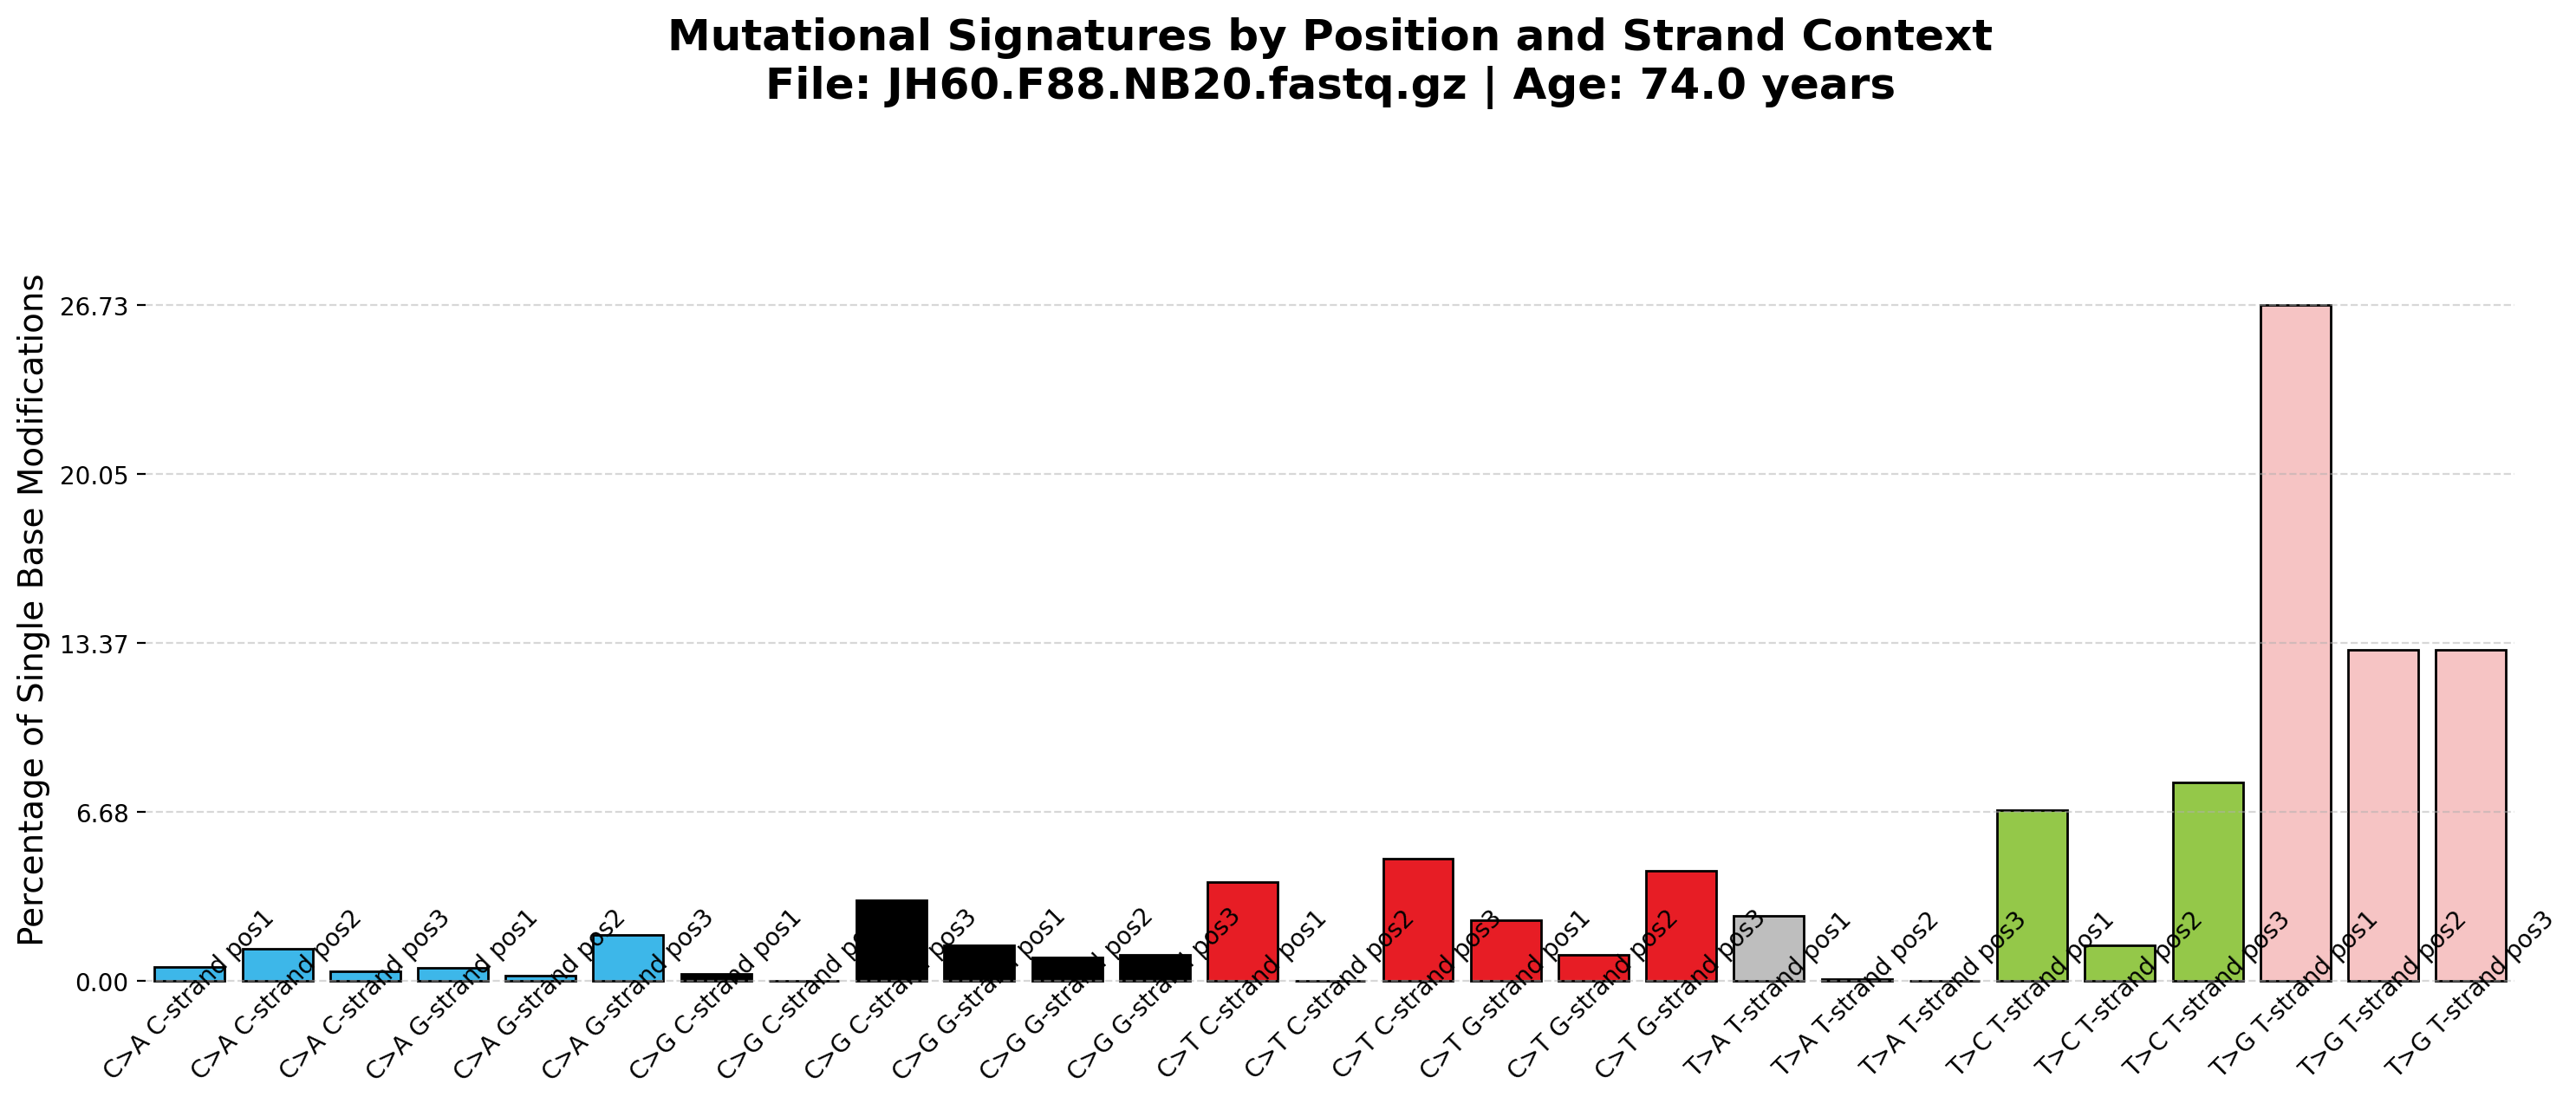 Mutational Signatures by Position and Strand Context
File: JH60.F88.NB20.fastq.gz | Age: 74.0 years
Percentage of Single Base Modifications
26.73
20.05
13.37
6.68
0.00
C>A C-strand pos1
C>A C-strand pos2
C>A C-strand pos3
C>A G-strand pos1
C>A G-strand pos2
C>A G-strand pos3
C>G C-strand pos1
C>G C-strand pos2
C>G C-strand pos3
C>G G-strand pos1
C>G G-strand pos2
C>G G-strand pos3
C>T C-strand pos1
C>T C-strand pos2
C>T C-strand pos3
C>T G-strand pos1
C>T G-strand pos2
C>T G-strand pos3
T>A T-strand pos1
T>A T-strand pos2
T>A T-strand pos3
T>C T-strand pos1
T>C T-strand pos2
T>C T-strand pos3
T>G T-strand pos1
T>G T-strand pos2
T>G T-strand pos3